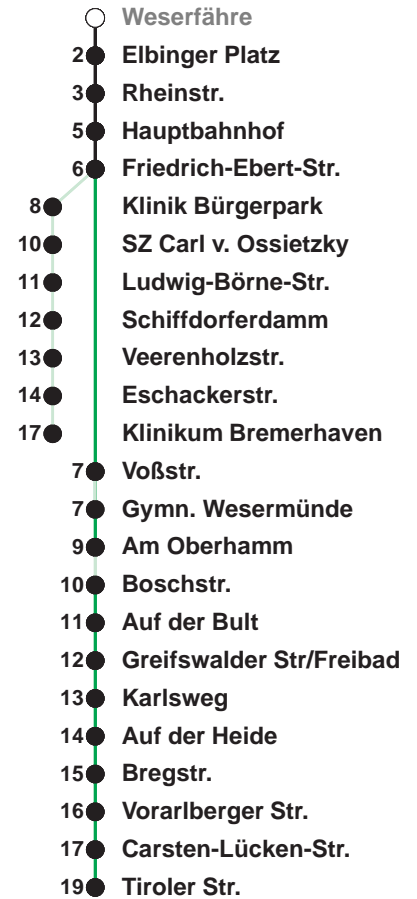 Weserfähre
2 Elbinger Platz
3 Rheinstr.
5 Hauptbahnhof
6 Friedrich-Ebert-Str.
8 Klinik Bürgerpark
10 SZ Carl v. Ossietzky
11 Ludwig-Börne-Str.
12 Schiffdorferdamm
13 Veerenholzstr.
14 Eschackerstr.
17 Klinikum Bremerhaven
7 Voßstr.
7 Gymn. Wesermünde
9 Am Oberhamm
10 Boschstr.
11 Auf der Bult
12 Greifswalder Str/Freibad
13 Karlsweg
14 Auf der Heide
15 Bregstr.
16 Vorarlberger Str.
17 Carsten-Lücken-Str.
19 Tiroler Str.